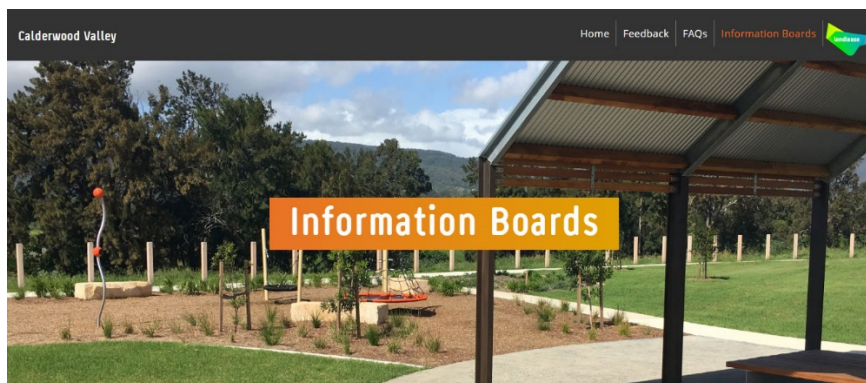 Calderwood Valley
Home Feedback FAQs Information Boards lendlease
Information Boards